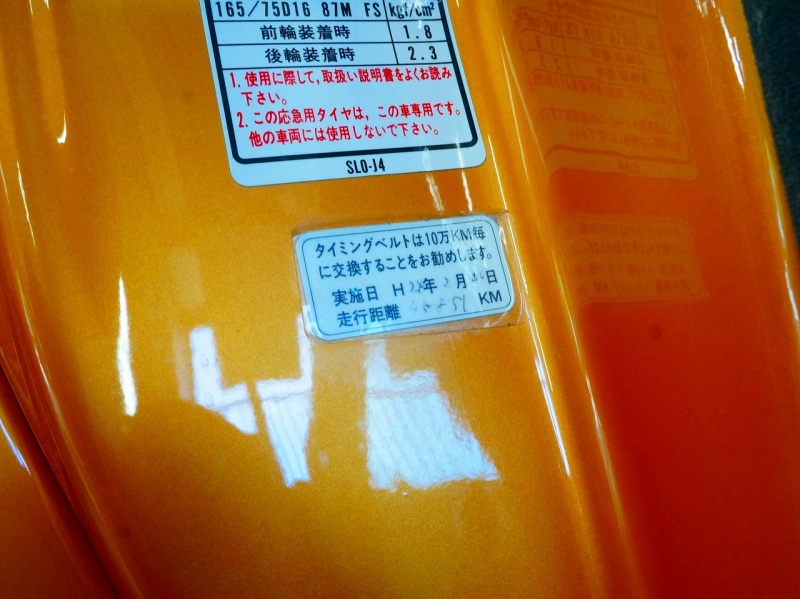 165/75D16 87M FS kgf/cm²
前輪装着時 1.8
後輪装着時 2.3
1. 使用に際して,取扱い説明書をよくお読み
下さい。
2. この応急用タイヤは, この車専用です。
他の車両には使用しないで下さい。
SLO-J4
タイミングベルトは10万KM毎
に交換することをお勧めします。
実施日 H 年 月 日
走行距離 KM